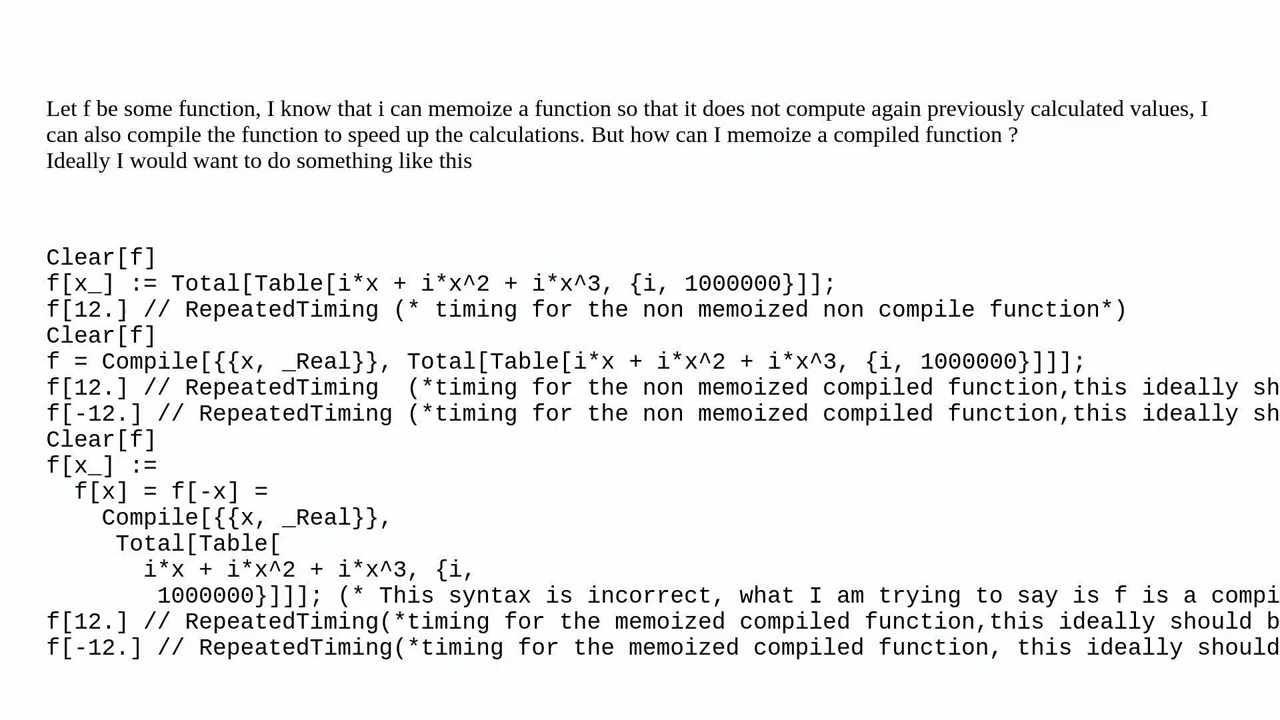 Let f be some function, I know that i can memoize a function so that it does not compute again previously calculated values, I
can also compile the function to speed up the calculations. But how can I memoize a compiled function ?
Ideally I would want to do something like this
Clear[f]
f[x_] := Total[Table[i*x + i*x^2 + i*x^3, {i, 1000000}]];
f[12.] // RepeatedTiming (* timing for the non memoized non compile function*)
Clear[f]
f = Compile[{{x, _Real}}, Total[Table[i*x + i*x^2 + i*x^3, {i, 1000000}]]];
f[12.] // RepeatedTiming  (*timing for the non memoized compiled function,this ideally sh
f[-12.] // RepeatedTiming (*timing for the non memoized compiled function,this ideally sh
Clear[f]
f[x_] :=
  f[x] = f[-x] =
    Compile[{{x, _Real}},
     Total[Table[
       i*x + i*x^2 + i*x^3, {i,
        1000000}]]]; (* This syntax is incorrect, what I am trying to say is f is a compi
f[12.] // RepeatedTiming(*timing for the memoized compiled function,this ideally should b
f[-12.] // RepeatedTiming(*timing for the memoized compiled function, this ideally should